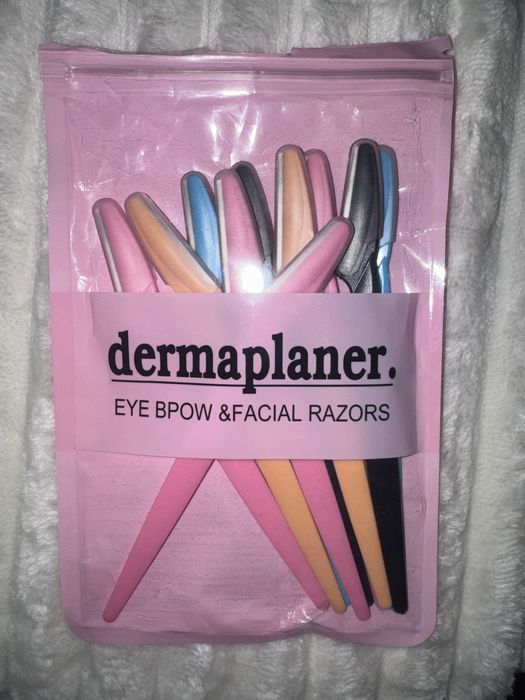 dermaplaner.
EYE BPOW &FACIAL RAZORS